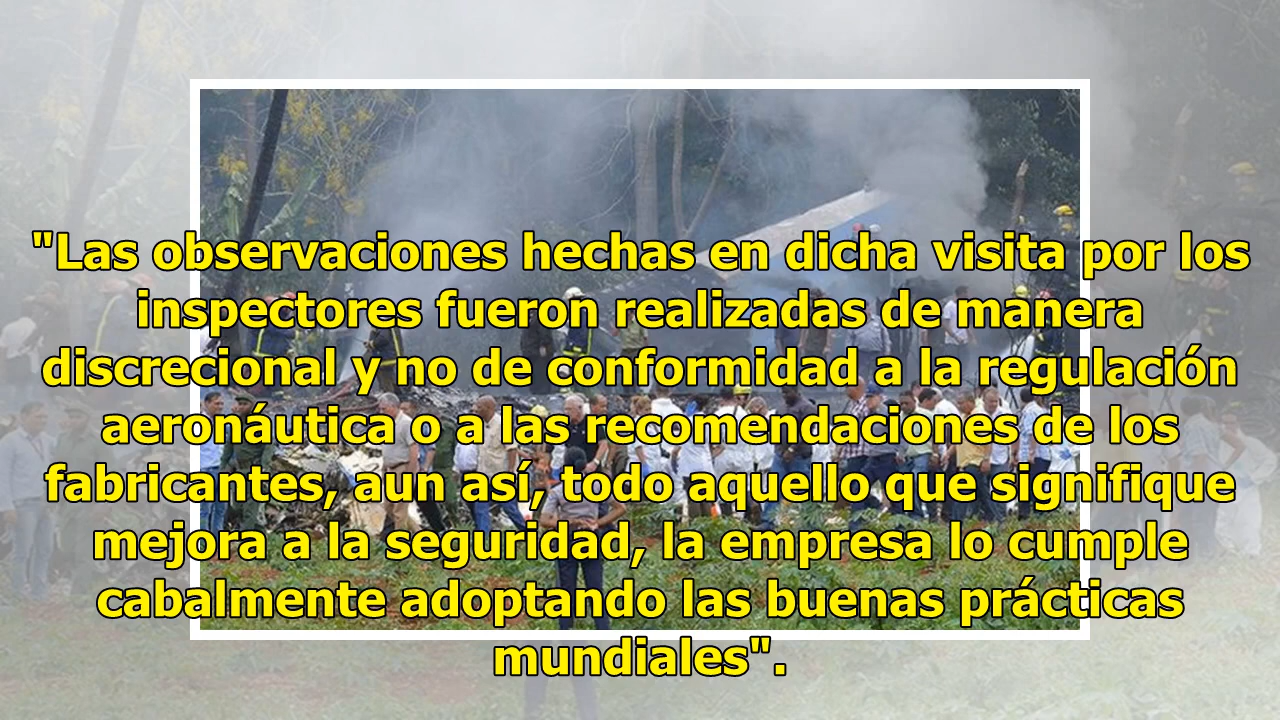 "Las observaciones hechas en dicha visita por los
inspectores fueron realizadas de manera
discrecional y no de conformidad a la regulación
aeronáutica o a las recomendaciones de los
fabricantes, aun así, todo aquello que signifique
mejora a la seguridad, la empresa lo cumple
cabalmente adoptando las buenas prácticas
mundiales".